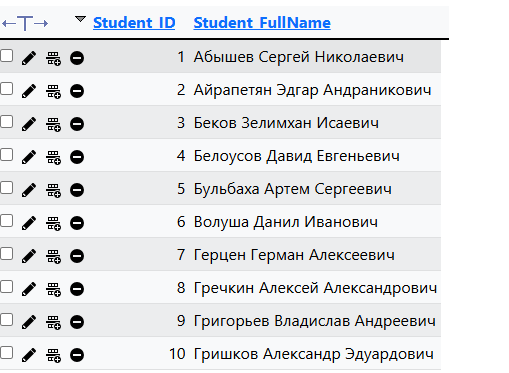 Student_ID Student_FullName
1 Абышев Сергей Николаевич
2 Айрапетян Эдгар Андраникович
3 Беков Зелимхан Исаевич
4 Белоусов Давид Евгеньевич
5 Бульбаха Артем Сергеевич
6 Волуша Данил Иванович
7 Герцен Герман Алексеевич
8 Гречкин Алексей Александрович
9 Григорьев Владислав Андреевич
10 Гришков Александр Эдуардович